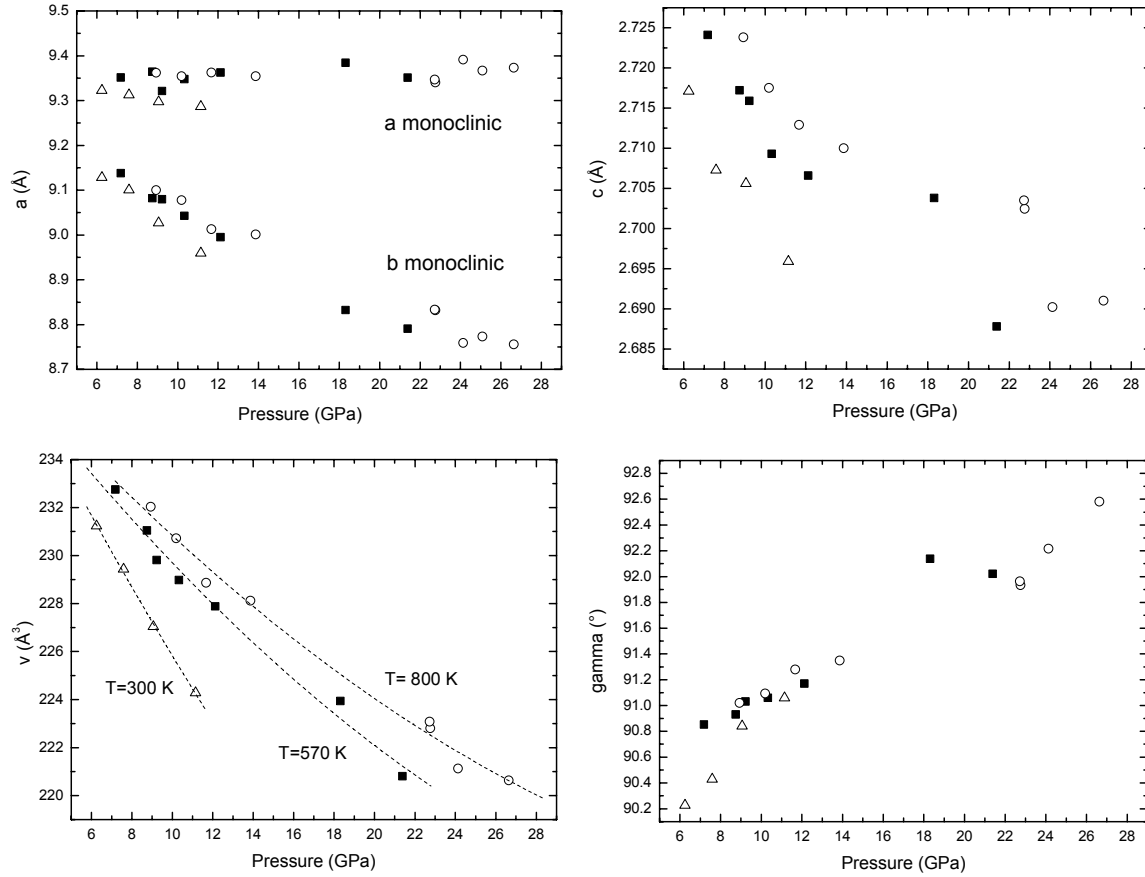 9.5
9.4
9.3
9.2
9.1
9.0
8.9
8.8
8.7
a (Å)
a monoclinic
b monoclinic
6 8 10 12 14 16 18 20 22 24 26 28
Pressure (GPa)
2.725
2.720
2.715
2.710
2.705
2.700
2.695
2.690
2.685
c (Å)
6 8 10 12 14 16 18 20 22 24 26 28
Pressure (GPa)
234
232
230
228
226
224
222
220
v (Å³)
T=300 K
T= 800 K
T=570 K
6 8 10 12 14 16 18 20 22 24 26 28
Pressure (GPa)
92.8
92.6
92.4
92.2
92.0
91.8
91.6
91.4
91.2
91.0
90.8
90.6
90.4
90.2
gamma (°)
6 8 10 12 14 16 18 20 22 24 26 28
Pressure (GPa)